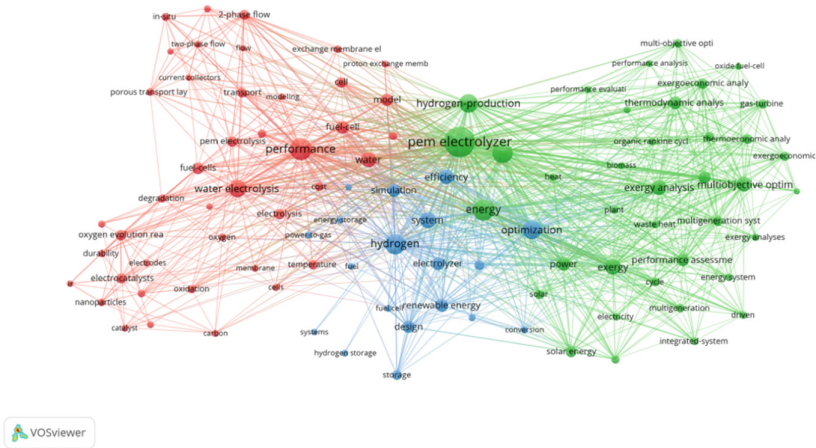 in-situ
2-phase flow
two-phase flow
flow
exchange membrane el
multi-objective opti
proton exchange memb
performance analysis
oxide fuel-cell
current collectors
cell
exergoeconomic analy
porous transport lay
transport
modeling
model
performance evaluati
hydrogen-production
thermodynamic analys
gas-turbine
fuel-cell
pem electrolysis
pem electrolyzer
organic rankine cycl
thermoeconomic analy
performance
water
exergoeconomic
fuel-cells
biomass
efficiency
heat
water electrolysis
cost
simulation
exergy analysis
multiobjective optim
degradation
electrolysis
energy-storage
system
energy
plant
waste heat
multigeneration syst
oxygen evolution rea
oxygen
power-to-gas
hydrogen
optimization
exergy analyses
durability
electrodes
membrane
temperature
fuel
electrolyzer
power
exergy
performance assessme
electrocatalysts
oxidation
cells
cycle
energy system
ir
nanoparticles
fuel cell
renewable energy
solar
multigeneration
catalyst
carbon
systems
design
conversion
electricity
driven
hydrogen storage
solar energy
integrated-system
storage
VOSviewer